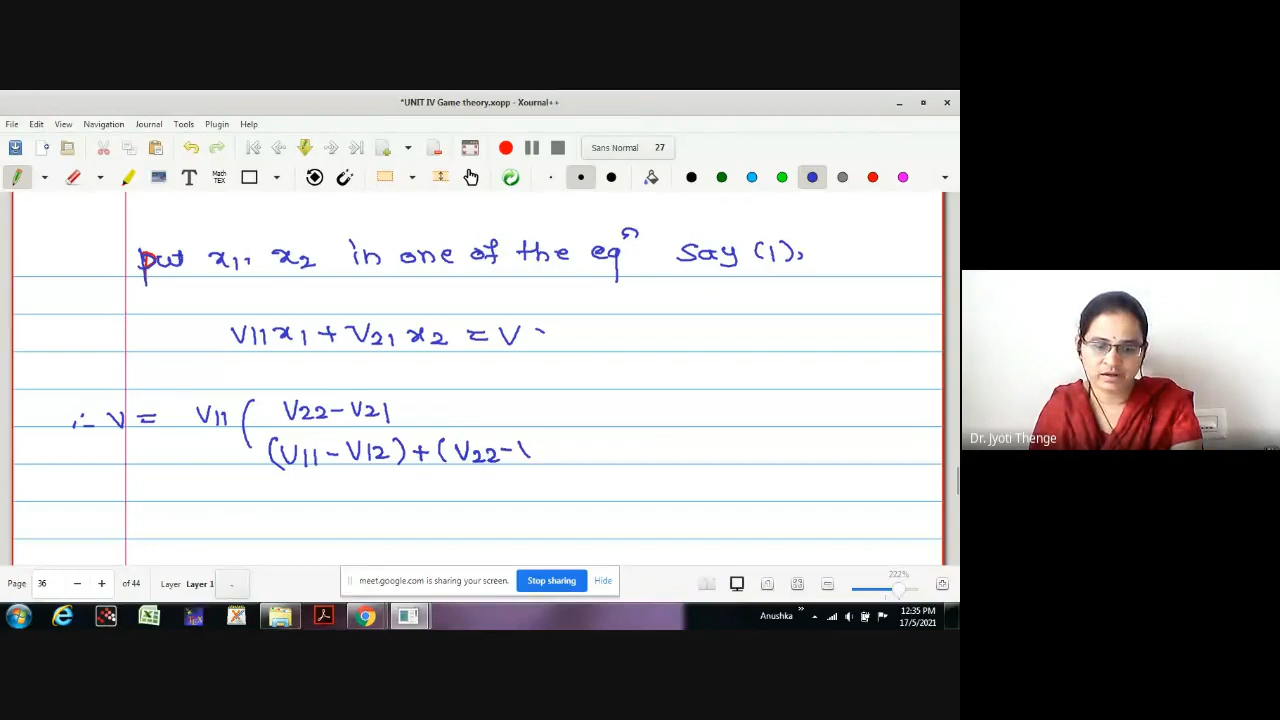 *UNIT IV Game theory.xopp - Xournal++
File Edit View Navigation Journal Tools Plugin Help
Sans Normal 27
T Math TEX
put x1, x2 in one of the eqⁿ say (1),
V11 x1 + V21 x2 = V
∴ V = V11 ( V22 - V21
(V11 - V12) + (V22 -
Dr. Jyoti Thenge
meet.google.com is sharing your screen. Stop sharing Hide
Page 36 of 44 Layer Layer 1 222%
Anushka 12:35 PM
17/5/2021